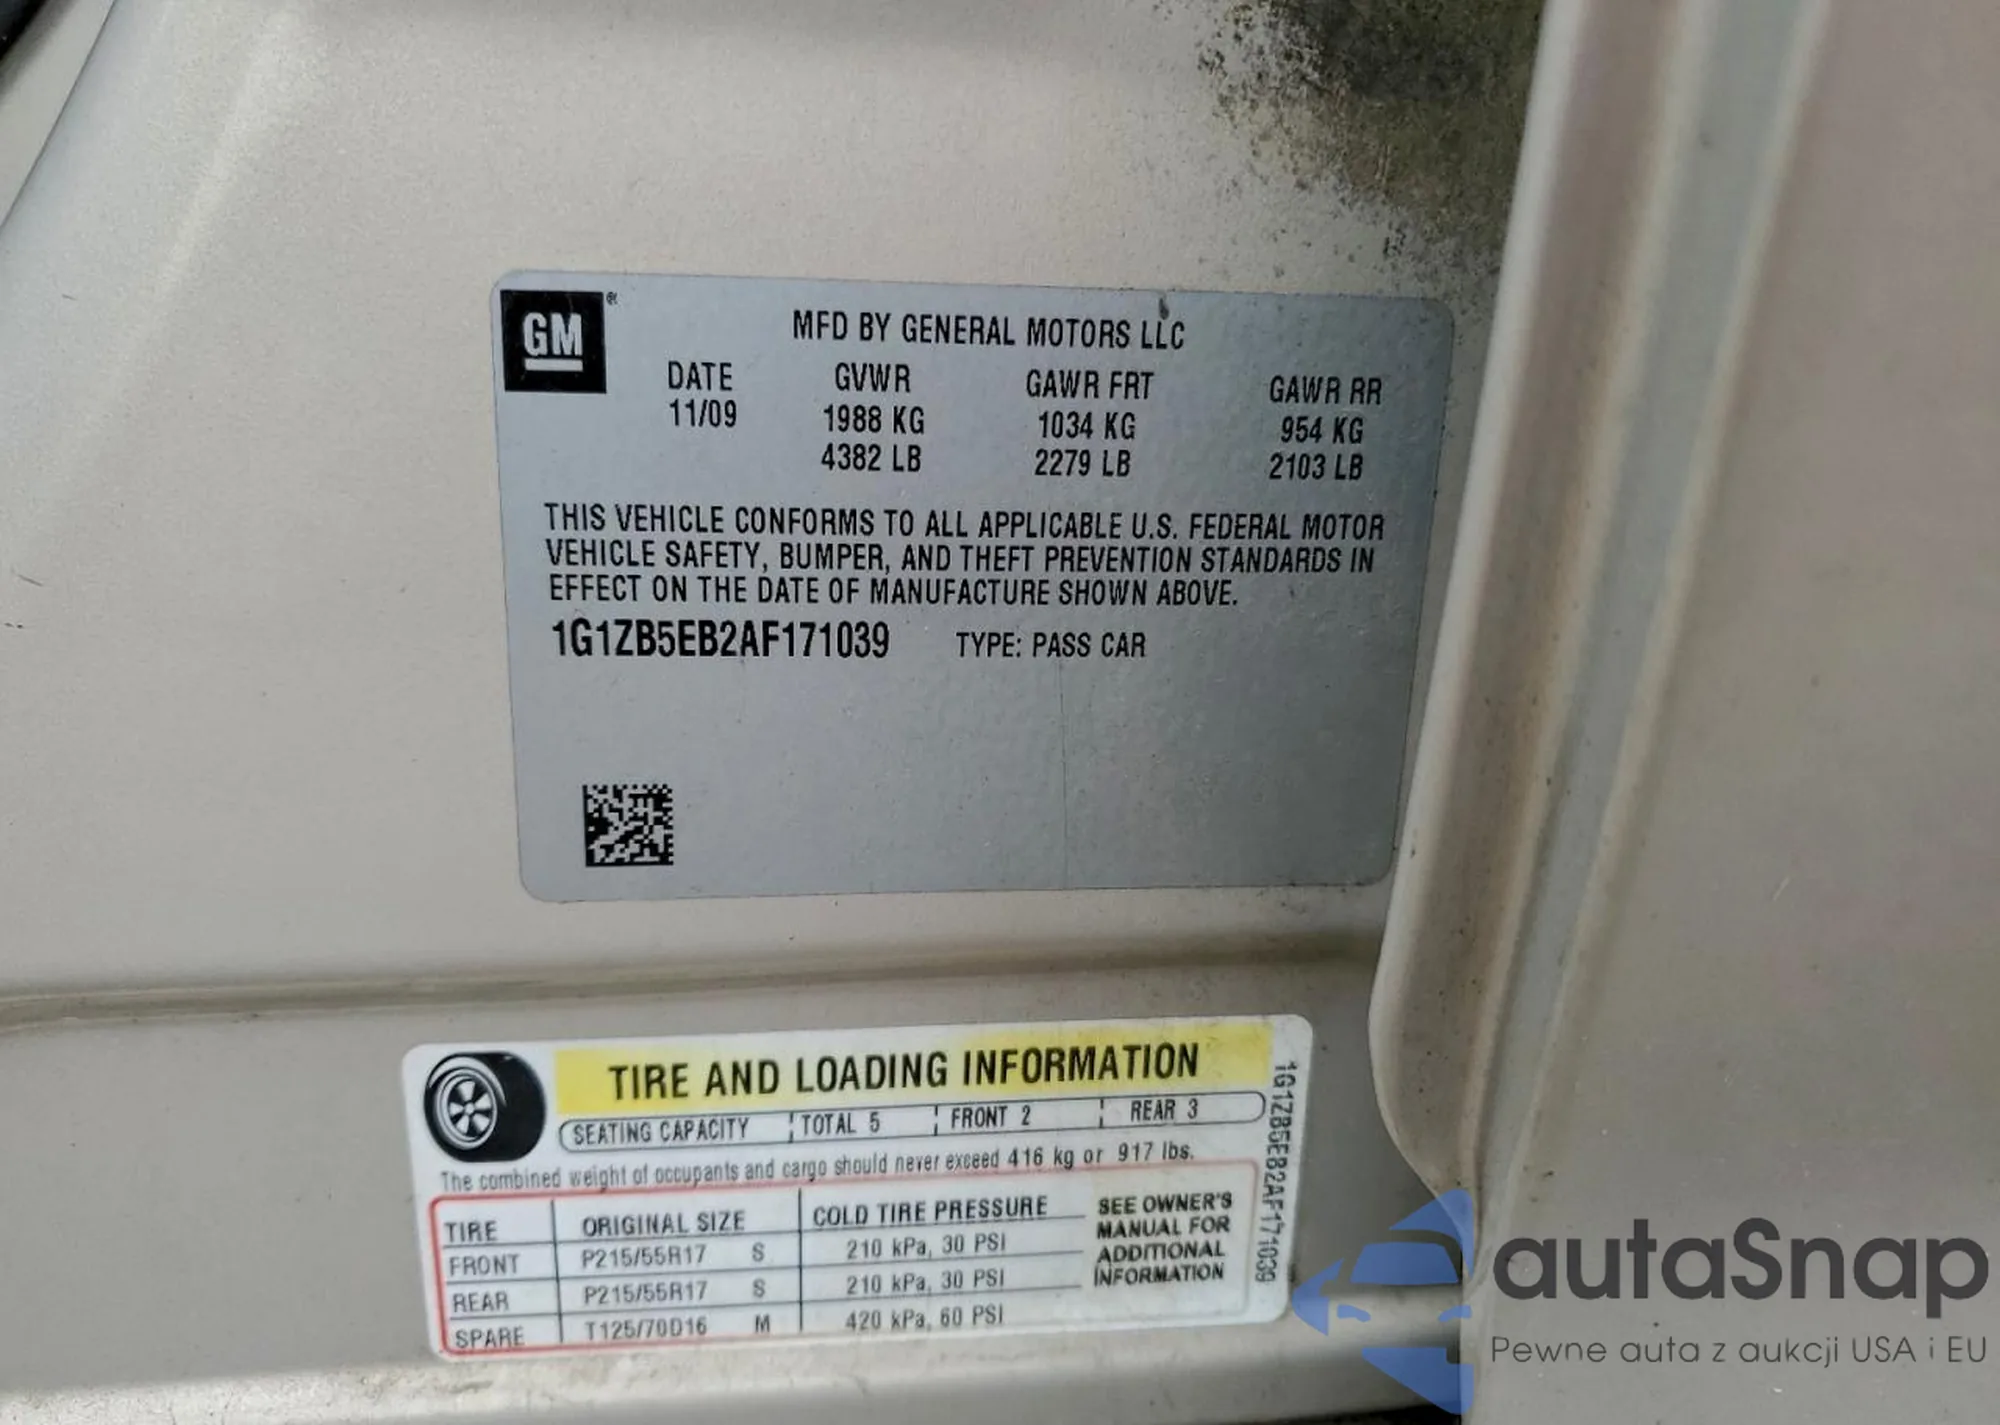 GM ®
MFD BY GENERAL MOTORS LLC
DATE GVWR GAWR FRT GAWR RR
11/09 1988 KG 1034 KG 954 KG
4382 LB 2279 LB 2103 LB
THIS VEHICLE CONFORMS TO ALL APPLICABLE U.S. FEDERAL MOTOR
VEHICLE SAFETY, BUMPER, AND THEFT PREVENTION STANDARDS IN
EFFECT ON THE DATE OF MANUFACTURE SHOWN ABOVE.
1G1ZB5EB2AF171039 TYPE: PASS CAR
TIRE AND LOADING INFORMATION
SEATING CAPACITY TOTAL 5 FRONT 2 REAR 3
The combined weight of occupants and cargo should never exceed 416 kg or 917 lbs.
TIRE ORIGINAL SIZE COLD TIRE PRESSURE
FRONT P215/55R17 S 210 kPa, 30 PSI
REAR P215/55R17 S 210 kPa, 30 PSI
SPARE T125/70D16 M 420 kPa, 60 PSI
SEE OWNER'S
MANUAL FOR
ADDITIONAL
INFORMATION
1G1ZB5EB2AF171039
autoSnap
Pewne auta z aukcji USA i EU